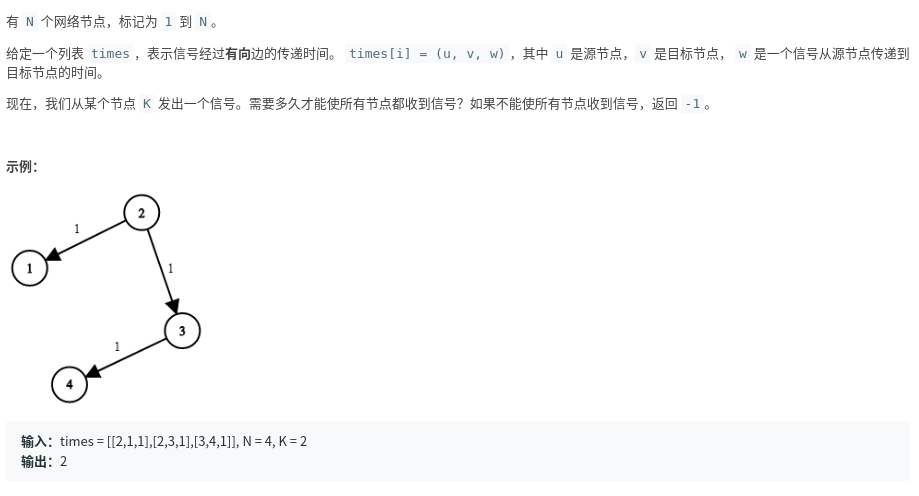 有 N 个网络节点，标记为 1 到 N 。
给定一个列表 times ，表示信号经过有向边的传递时间。 times[i] = (u, v, w) ，其中 u 是源节点， v 是目标节点， w 是一个信号从源节点传递到
目标节点的时间。
现在，我们从某个节点 K 发出一个信号。需要多久才能使所有节点都收到信号？如果不能使所有节点收到信号，返回 -1 。
示例：
2
1
1
1
3
1
4
输入：times = [[2,1,1],[2,3,1],[3,4,1]], N = 4, K = 2
输出：2